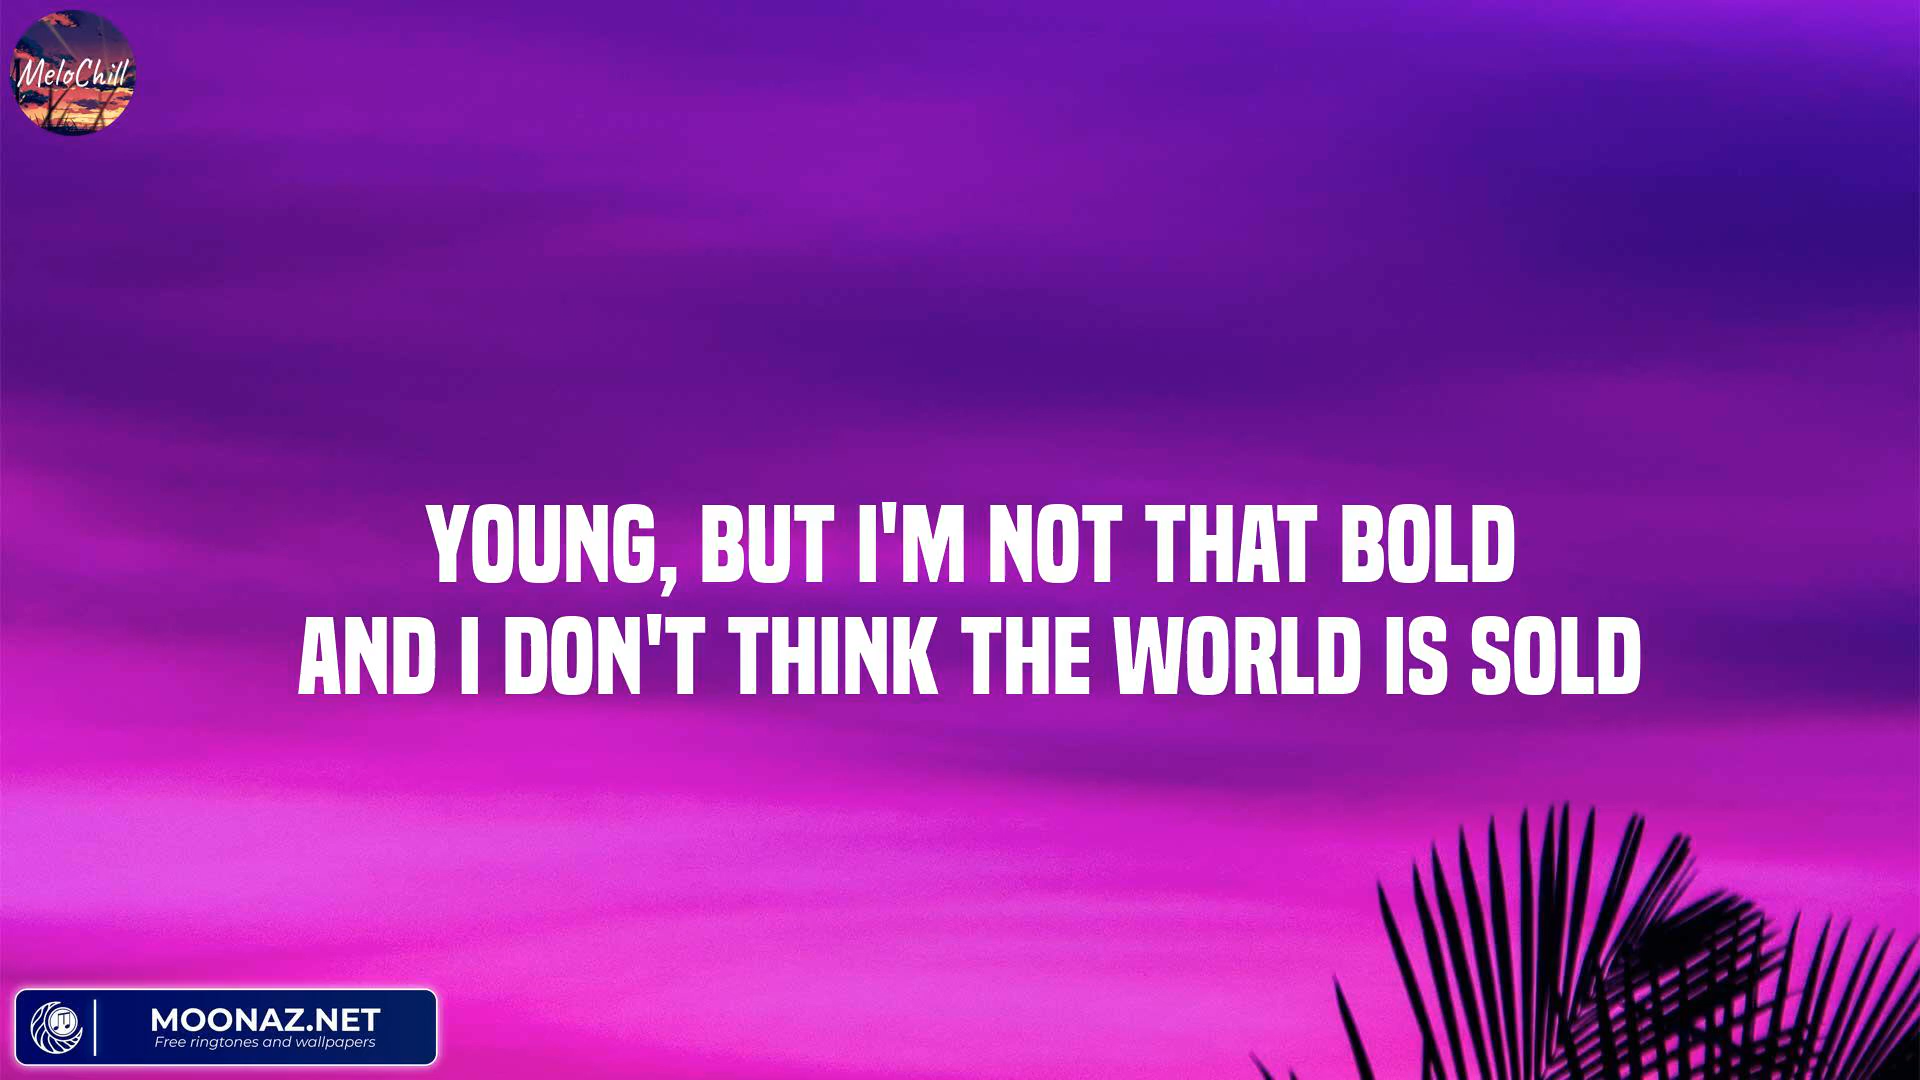 MeloChill
YOUNG, BUT I'M NOT THAT BOLD
AND I DON'T THINK THE WORLD IS SOLD
MOONAZ.NET
Free ringtones and wallpapers